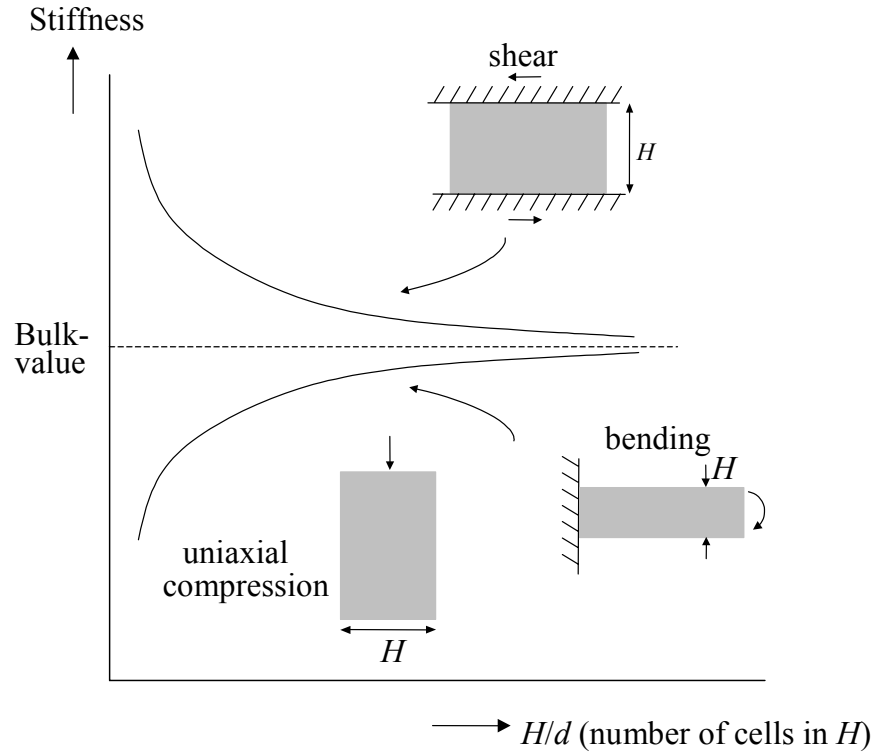 Stiffness
shear
H
Bulk-
value
bending
H
uniaxial
compression
H
H/d (number of cells in H)